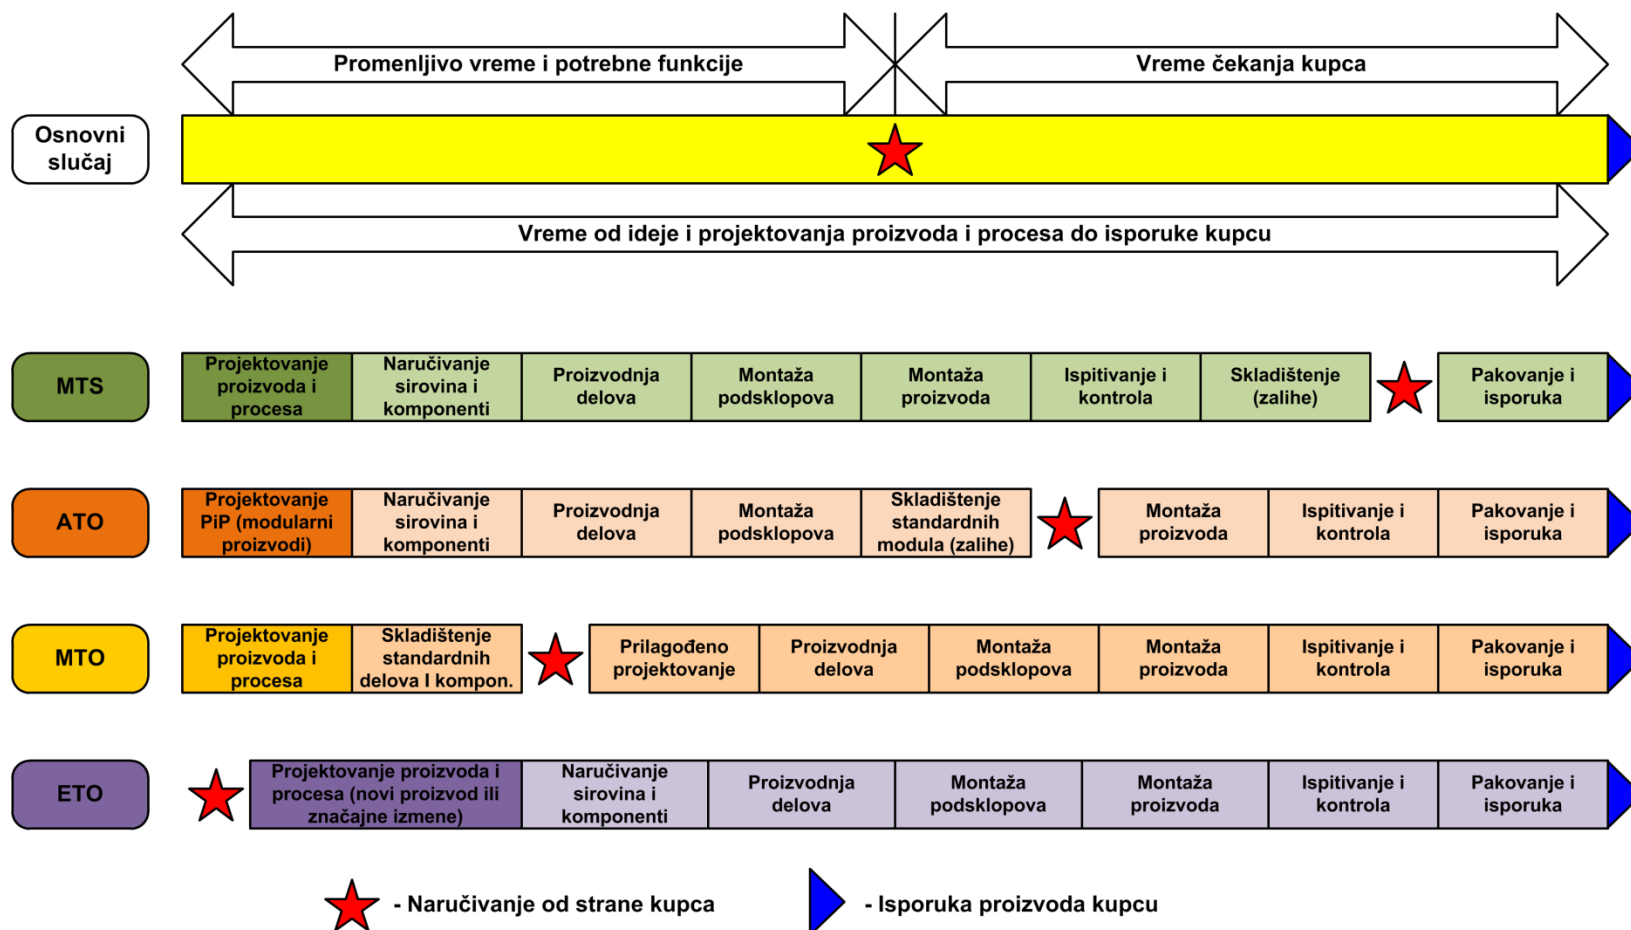 Promenljivo vreme i potrebne funkcije
Vreme čekanja kupca
Osnovni
slučaj
Vreme od ideje i projektovanja proizvoda i procesa do isporuke kupcu
MTS
Projektovanje
proizvoda i
procesa
Naručivanje
sirovina i
komponenti
Proizvodnja
delova
Montaža
podsklopova
Montaža
proizvoda
Ispitivanje i
kontrola
Skladištenje
(zalihe)
Pakovanje i
isporuka
ATO
Projektovanje
PiP (modularni
proizvodi)
Naručivanje
sirovina i
komponenti
Proizvodnja
delova
Montaža
podsklopova
Skladištenje
standardnih
modula (zalihe)
Montaža
proizvoda
Ispitivanje i
kontrola
Pakovanje i
isporuka
MTO
Projektovanje
proizvoda i
procesa
Skladištenje
standardnih
delova I kompon.
Prilagođeno
projektovanje
Proizvodnja
delova
Montaža
podsklopova
Montaža
proizvoda
Ispitivanje i
kontrola
Pakovanje i
isporuka
ETO
Projektovanje proizvoda i
procesa (novi proizvod ili
značajne izmene)
Naručivanje
sirovina i
komponenti
Proizvodnja
delova
Montaža
podsklopova
Montaža
proizvoda
Ispitivanje i
kontrola
Pakovanje i
isporuka
- Naručivanje od strane kupca
- Isporuka proizvoda kupcu